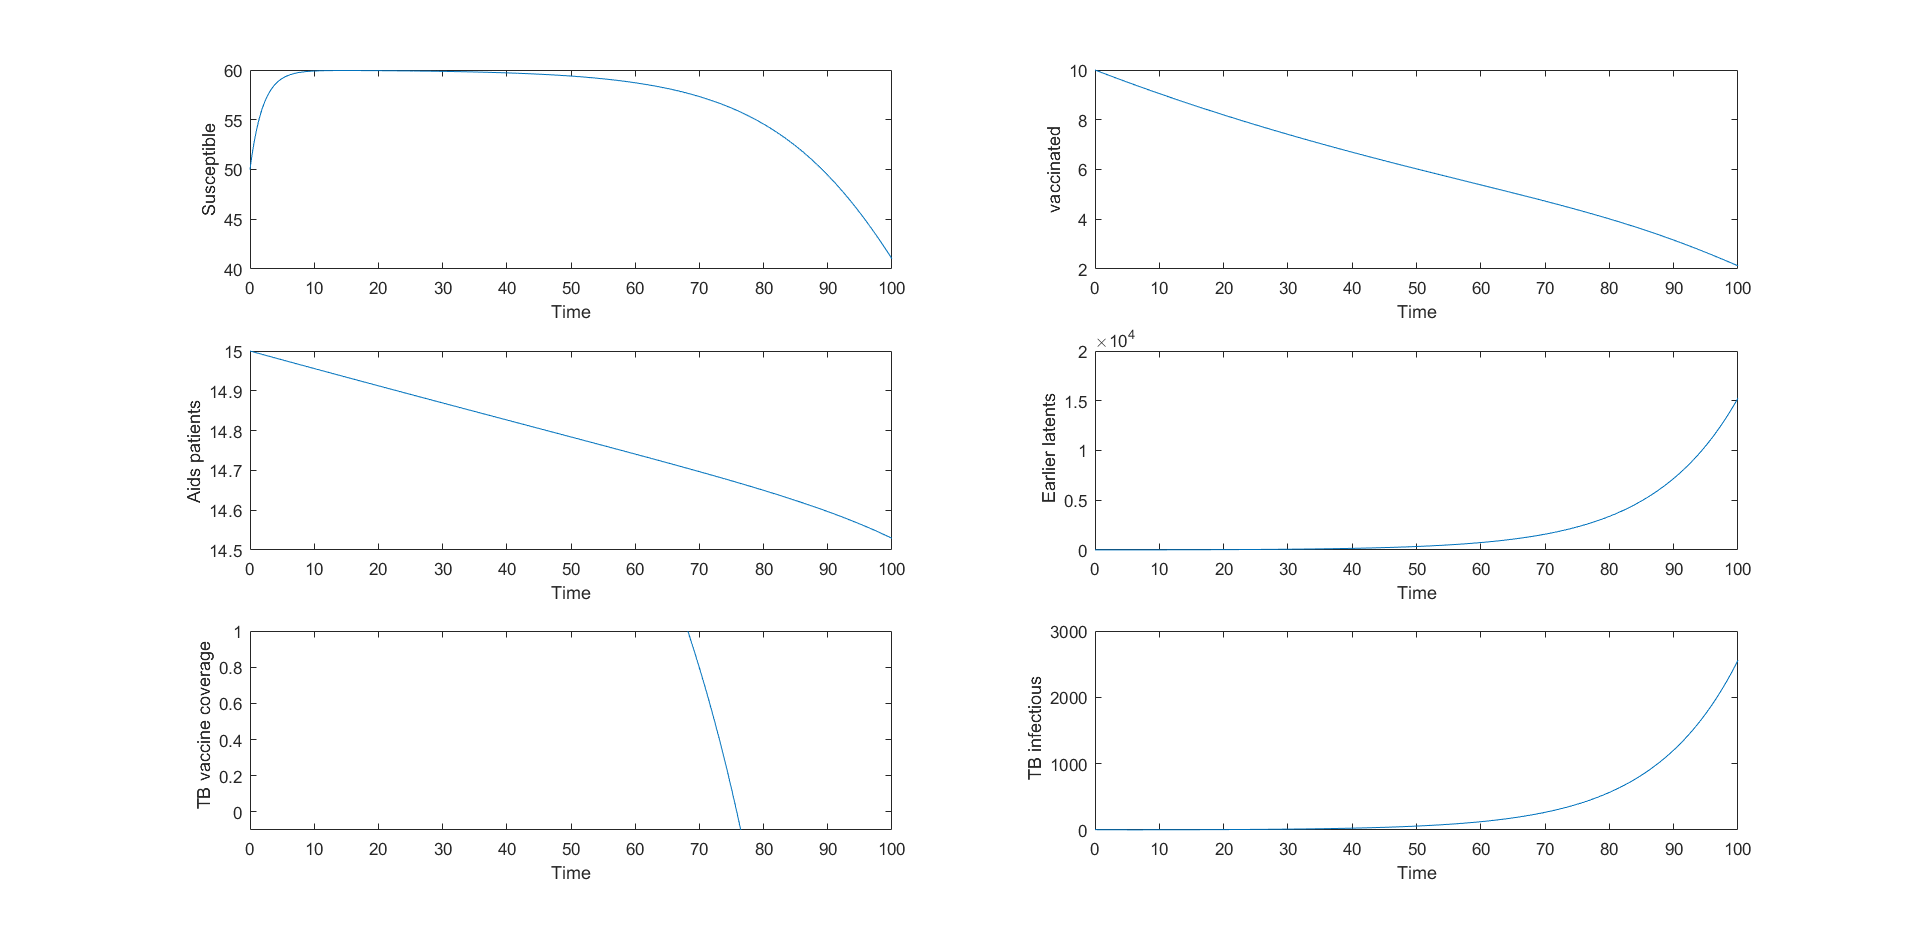 60
55
50
45
40
Susceptible
0 10 20 30 40 50 60 70 80 90 100
Time
10
8
6
4
2
vaccinated
0 10 20 30 40 50 60 70 80 90 100
Time
15
14.9
14.8
14.7
14.6
14.5
Aids patients
0 10 20 30 40 50 60 70 80 90 100
Time
×10⁴
2
1.5
1
0.5
0
Earlier latents
0 10 20 30 40 50 60 70 80 90 100
Time
1
0.8
0.6
0.4
0.2
0
TB vaccine coverage
0 10 20 30 40 50 60 70 80 90 100
Time
3000
2000
1000
0
TB infectious
0 10 20 30 40 50 60 70 80 90 100
Time